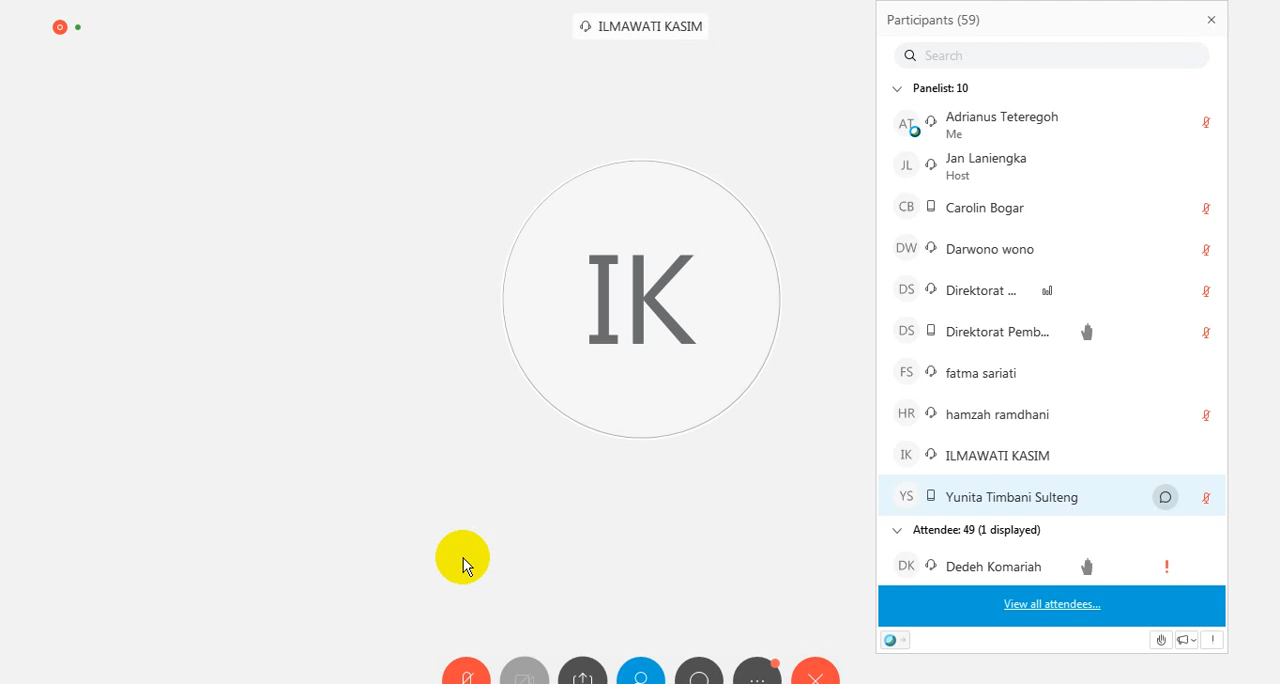 ILMAWATI KASIM
IK
Participants (59)
Search
Panelist: 10
AT Adrianus Teteregoh
Me
JL Jan Laniengka
Host
CB Carolin Bogar
DW Darwono wono
DS Direktorat ...
DS Direktorat Pemb...
FS fatma sariati
HR hamzah ramdhani
IK ILMAWATI KASIM
YS Yunita Timbani Sulteng
Attendee: 49 (1 displayed)
DK Dedeh Komariah
View all attendees...